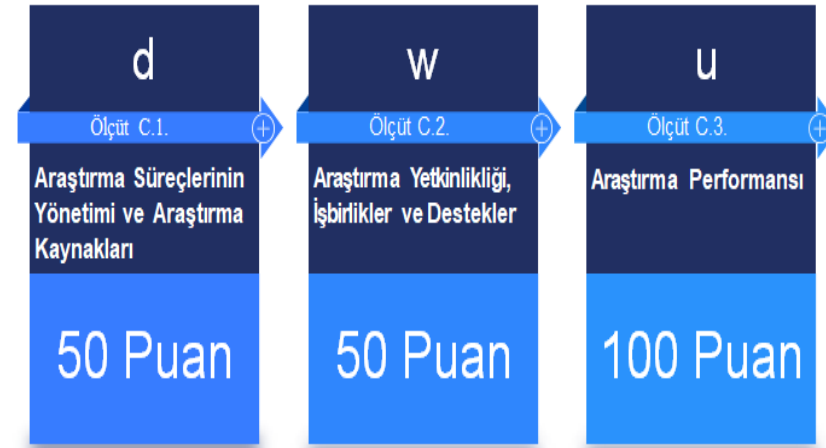 d
Ölçüt C.1.
Araştırma Süreçlerinin
Yönetimi ve Araştırma
Kaynakları
50 Puan
w
Ölçüt C.2.
Araştırma Yetkinlikliği,
İşbirlikler ve Destekler
50 Puan
u
Ölçüt C.3.
Araştırma Performansı
100 Puan